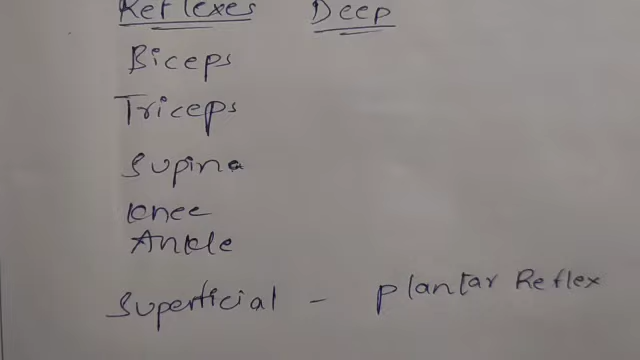 Reflexes Deep
Biceps
Triceps
Supina
Knee
Ankle
Superficial - Plantar Reflex